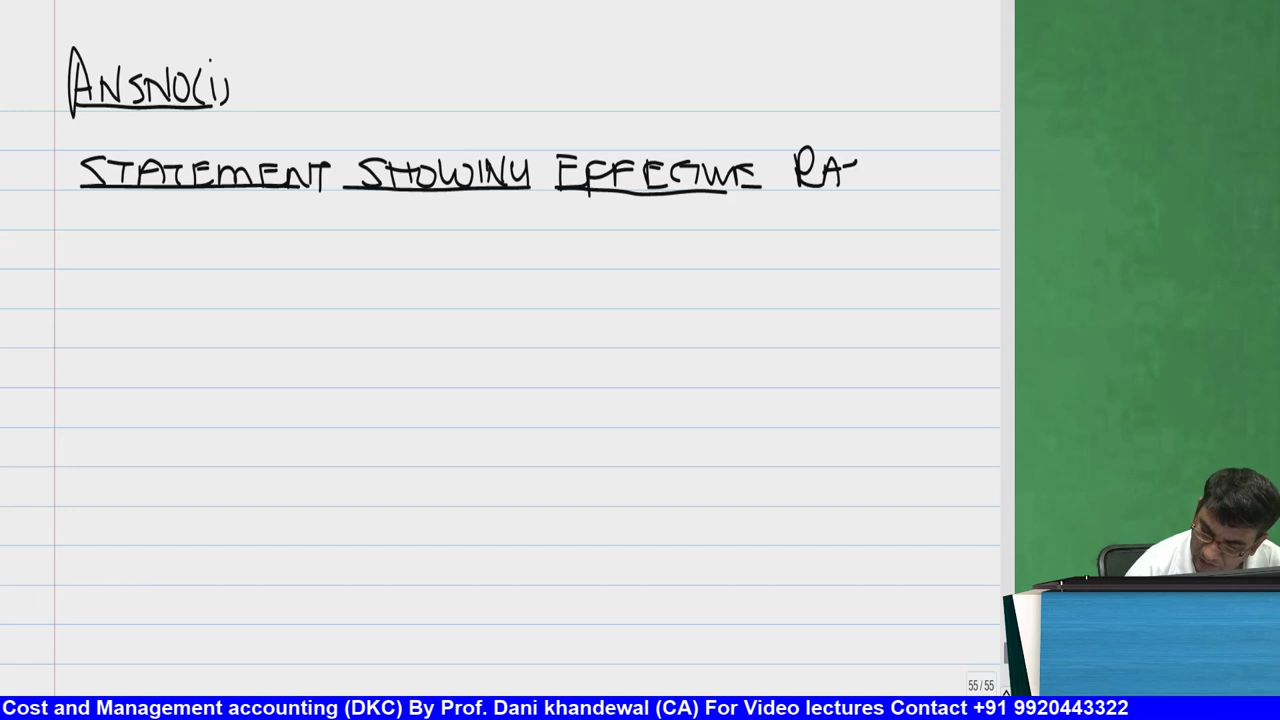 ANSNO(i)
STATEMENT SHOWING EFFECTIVE RAT
55/55
Cost and Management accounting (DKC) By Prof. Dani khandewal (CA) For Video lectures Contact +91 9920443322